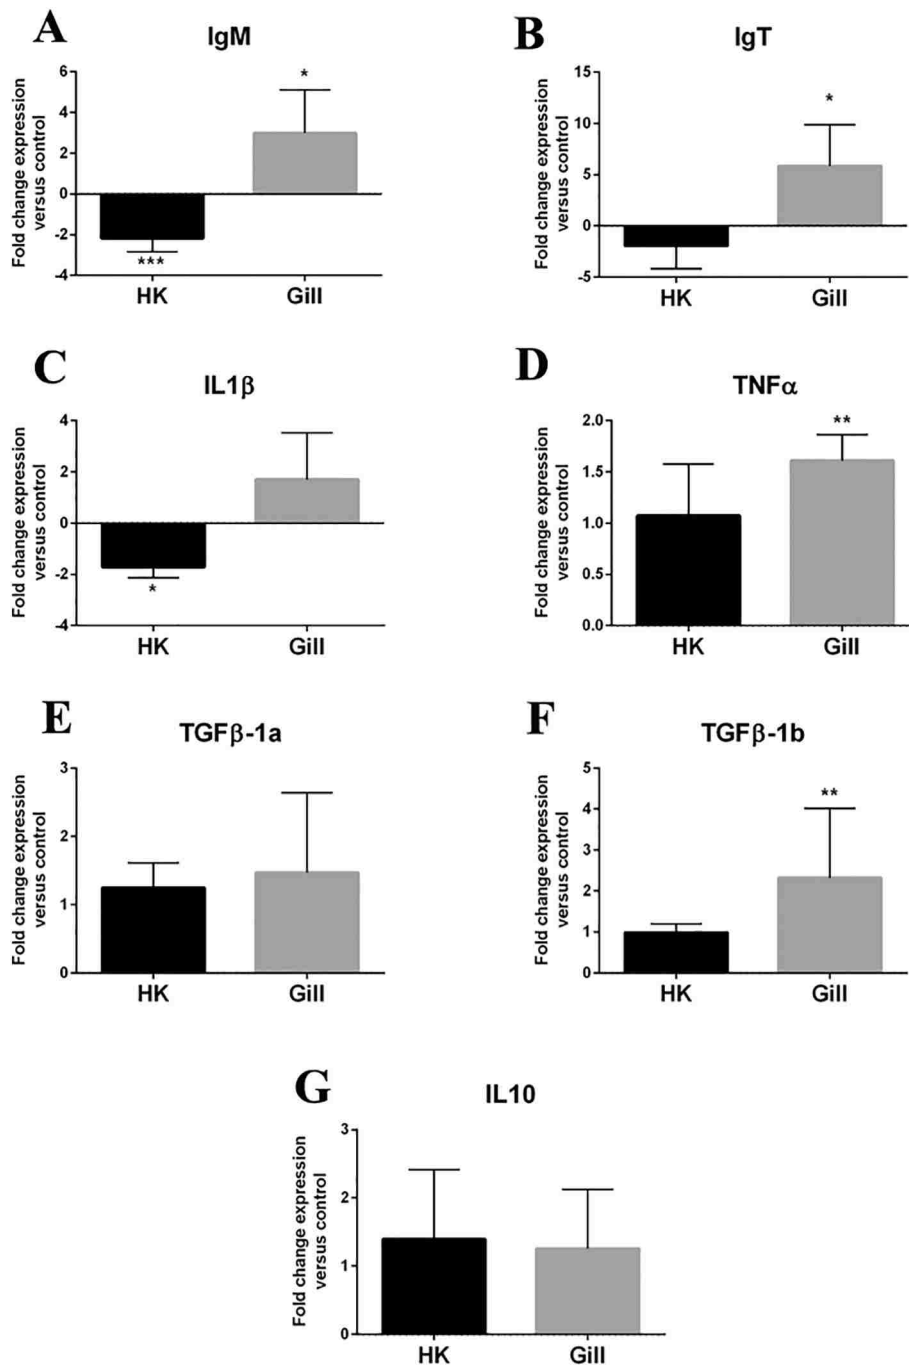 A
IgM
Fold change expression
versus control
6
4
2
0
-2
-4
*
***
HK
Gill
B
IgT
Fold change expression
versus control
15
10
5
0
-5
*
HK
Gill
C
IL1β
Fold change expression
versus control
4
2
0
-2
-4
*
HK
Gill
D
TNFα
Fold change expression
versus control
2.0
1.5
1.0
0.5
0.0
**
HK
Gill
E
TGFβ-1a
Fold change expression
versus control
3
2
1
0
HK
Gill
F
TGFβ-1b
Fold change expression
versus control
5
4
3
2
1
0
**
HK
Gill
G
IL10
Fold change expression
versus control
3
2
1
0
HK
Gill